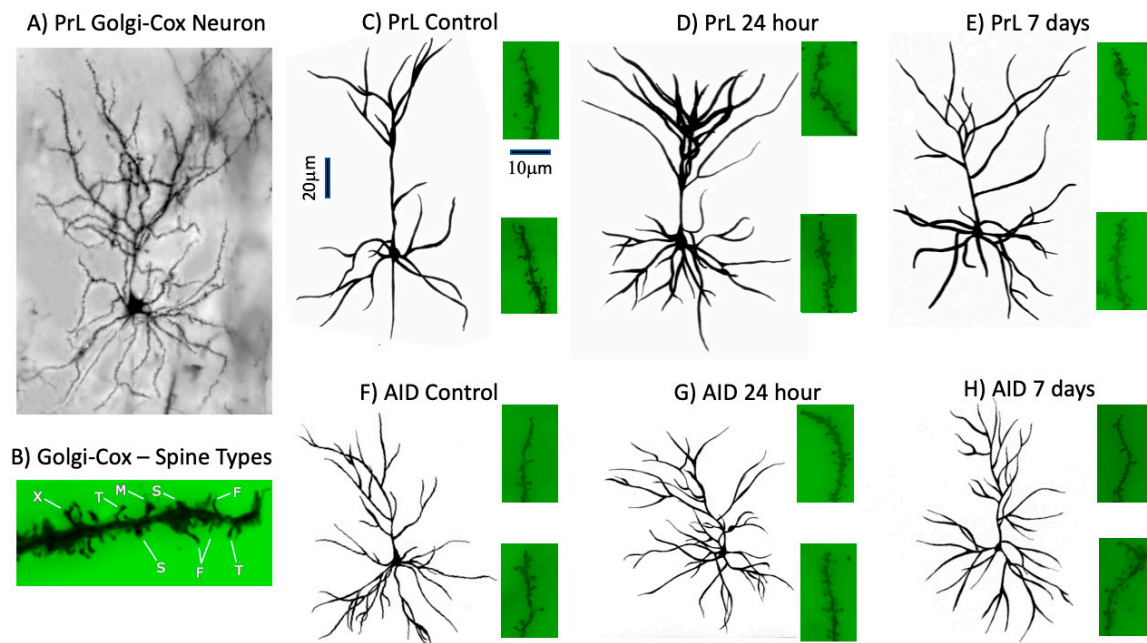 A) PrL Golgi-Cox Neuron
C) PrL Control
D) PrL 24 hour
E) PrL 7 days
20μm
10μm
F) AID Control
G) AID 24 hour
H) AID 7 days
B) Golgi-Cox – Spine Types
X
T
M
S
F
S
F
T